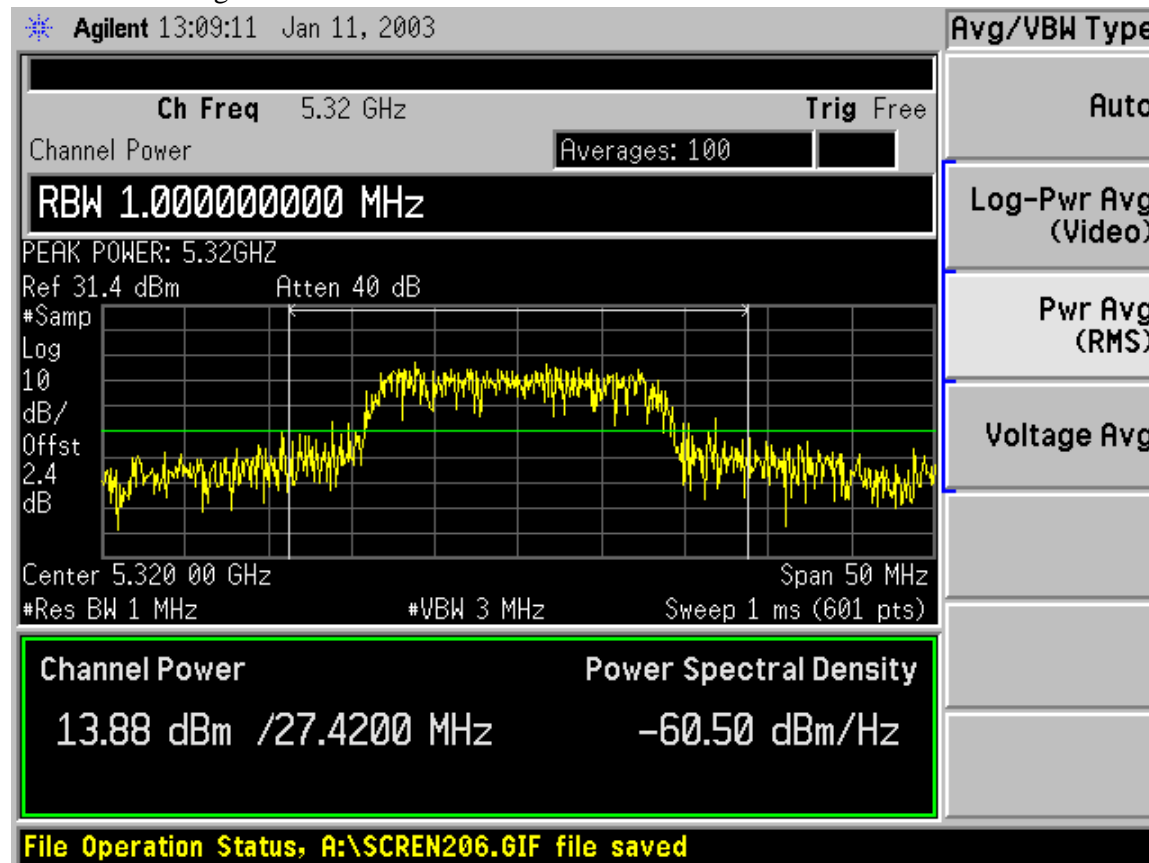 Agilent 13:09:11 Jan 11, 2003
Avg/VBW Type
Ch Freq 5.32 GHz Trig Free
Channel Power Averages: 100
RBW 1.000000000 MHz
PEAK POWER: 5.32GHZ
Ref 31.4 dBm Atten 40 dB
#Samp
Log
10
dB/
Offst
2.4
dB
Center 5.320 00 GHz Span 50 MHz
#Res BW 1 MHz #VBW 3 MHz Sweep 1 ms (601 pts)
Channel Power Power Spectral Density
13.88 dBm /27.4200 MHz -60.50 dBm/Hz
File Operation Status, A:\SCREN206.GIF file saved
Auto
Log-Pwr Avg
(Video)
Pwr Avg
(RMS)
Voltage Avg